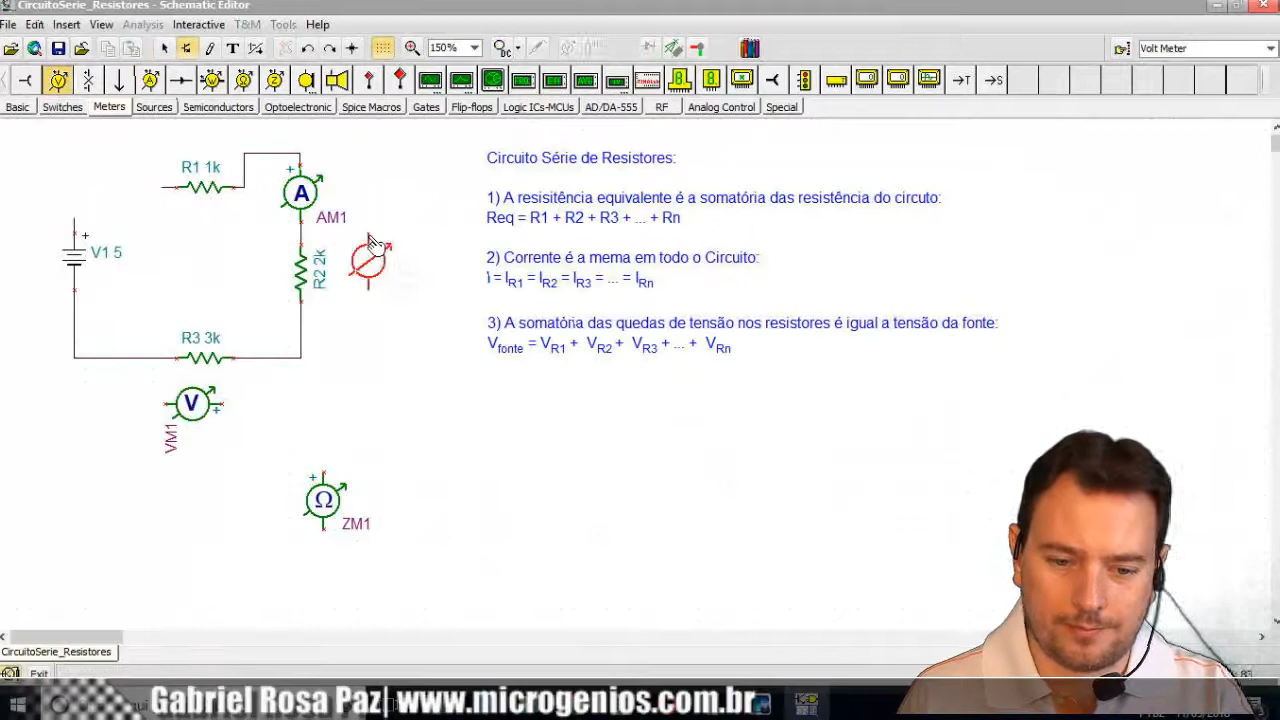 CircuitoSerie_Resistores - Schematic Editor
File Edit Insert View Analysis Interactive T&M Tools Help
150%
DC
Volt Meter
Basic Switches Meters Sources Semiconductors Optoelectronic Spice Macros Gates Flip-flops Logic ICs-MCUs AD/DA-555 RF Analog Control Special
R1 1k
+
A
AM1
+
V1 5
R2 2k
R3 3k
V
+
VM1
+
Ω
ZM1
Circuito Série de Resistores:
1) A resisitência equivalente é a somatória das resistência do circuto:
Req = R1 + R2 + R3 + ... + Rn
2) Corrente é a mema em todo o Circuito:
I = IR1 = IR2 = IR3 = ... = IRn
3) A somatória das quedas de tensão nos resistores é igual a tensão da fonte:
Vfonte = VR1 + VR2 + VR3 + ... + VRn
CircuitoSerie_Resistores
Exit
Gabriel Rosa Paz| www.microgenios.com.br